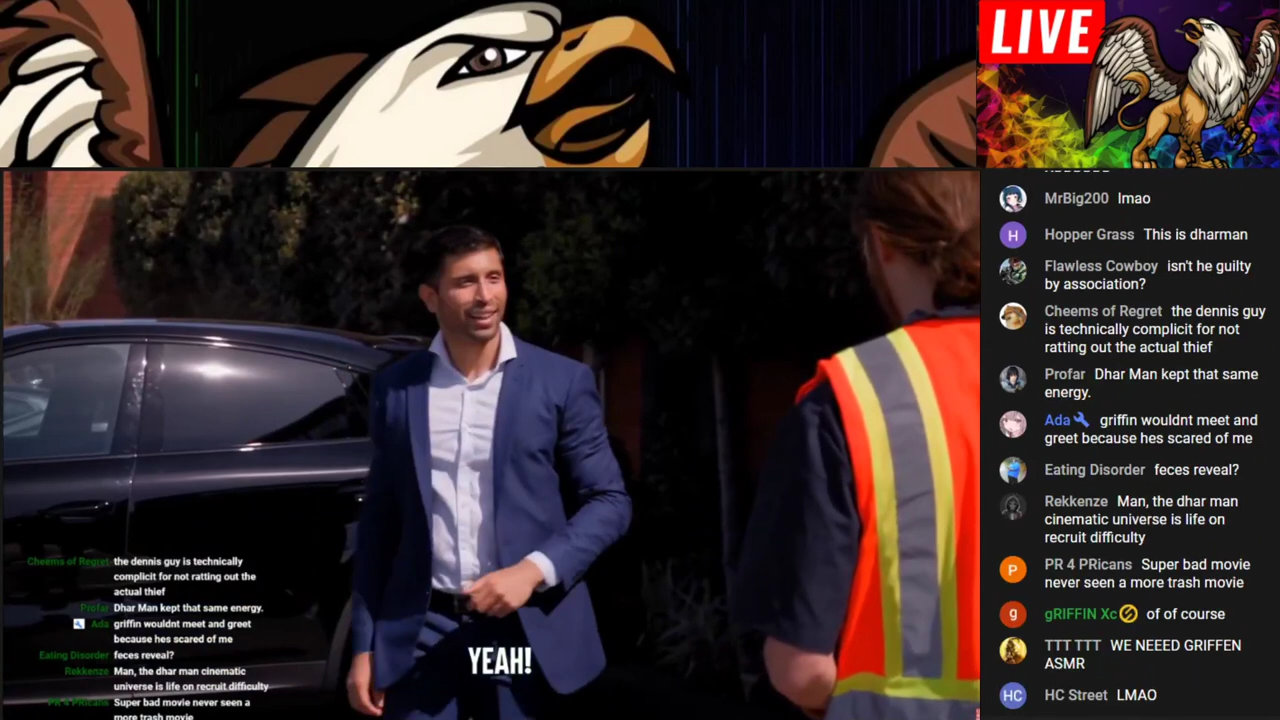 LIVE
MrBig200 lmao
Hopper Grass This is dharman
Flawless Cowboy isn't he guilty
by association?
Cheems of Regret the dennis guy
is technically complicit for not
ratting out the actual thief
Profar Dhar Man kept that same
energy.
Ada griffin wouldnt meet and
greet because hes scared of me
Eating Disorder feces reveal?
Rekkenze Man, the dhar man
cinematic universe is life on
recruit difficulty
PR 4 PRicans Super bad movie
never seen a more trash movie
gRIFFIN Xc of of course
TTT TTT WE NEEED GRIFFEN
ASMR
HC Street LMAO
H
P
g
HC
Cheems of Regret the dennis guy is technically
complicit for not ratting out the
actual thief
Profar Dhar Man kept that same energy.
Ada griffin wouldnt meet and greet
because hes scared of me
Eating Disorder feces reveal?
Rekkenze Man, the dhar man cinematic
universe is life on recruit difficulty
PR 4 PRicans Super bad movie never seen a
more trash movie
YEAH!